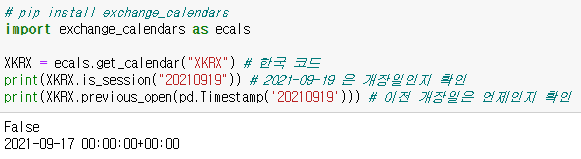 # pip install exchange_calendars
import exchange_calendars as ecals
XKRX = ecals.get_calendar("XKRX") # 한국 코드
print(XKRX.is_session("20210919")) # 2021-09-19 은 개장일인지 확인
print(XKRX.previous_open(pd.Timestamp('20210919'))) # 이전 개장일은 언제인지 확인
False
2021-09-17 00:00:00+00:00